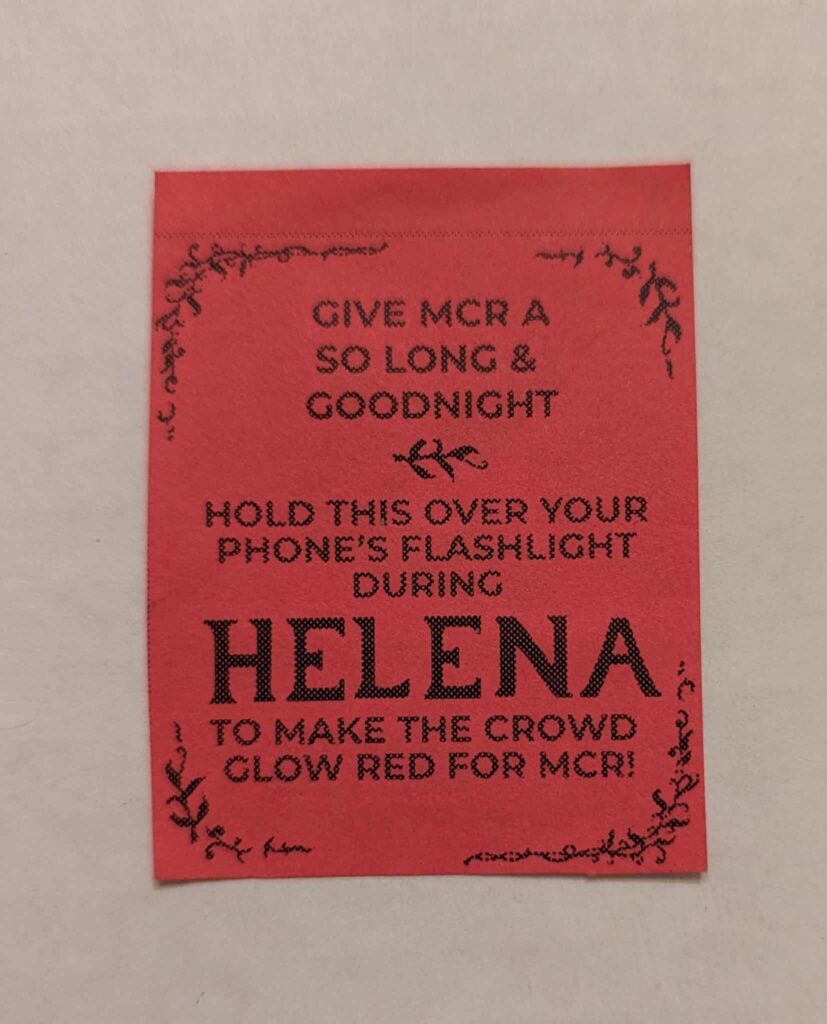 GIVE MCR A
SO LONG &
GOODNIGHT
HOLD THIS OVER YOUR
PHONE'S FLASHLIGHT
DURING
HELENA
TO MAKE THE CROWD
GLOW RED FOR MCR!